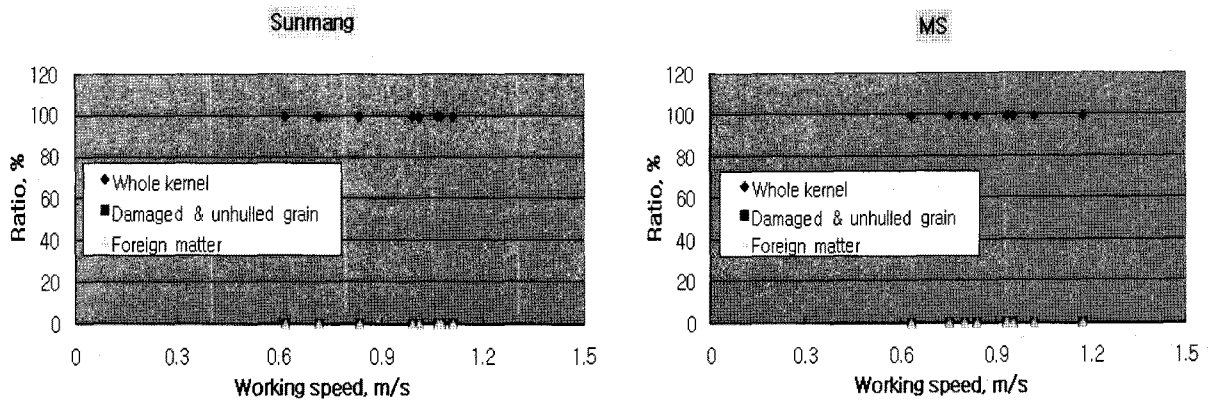 Sunmang
120
100
80
60
40
20
0
Ratio, %
Whole kernel
Damaged & unhulled grain
Foreign matter
0 0.3 0.6 0.9 1.2 1.5
Working speed, m/s
MS
120
100
80
60
40
20
0
Ratio, %
Whole kernel
Damaged & unhulled grain
Foreign matter
0 0.3 0.6 0.9 1.2 1.5
Working speed, m/s